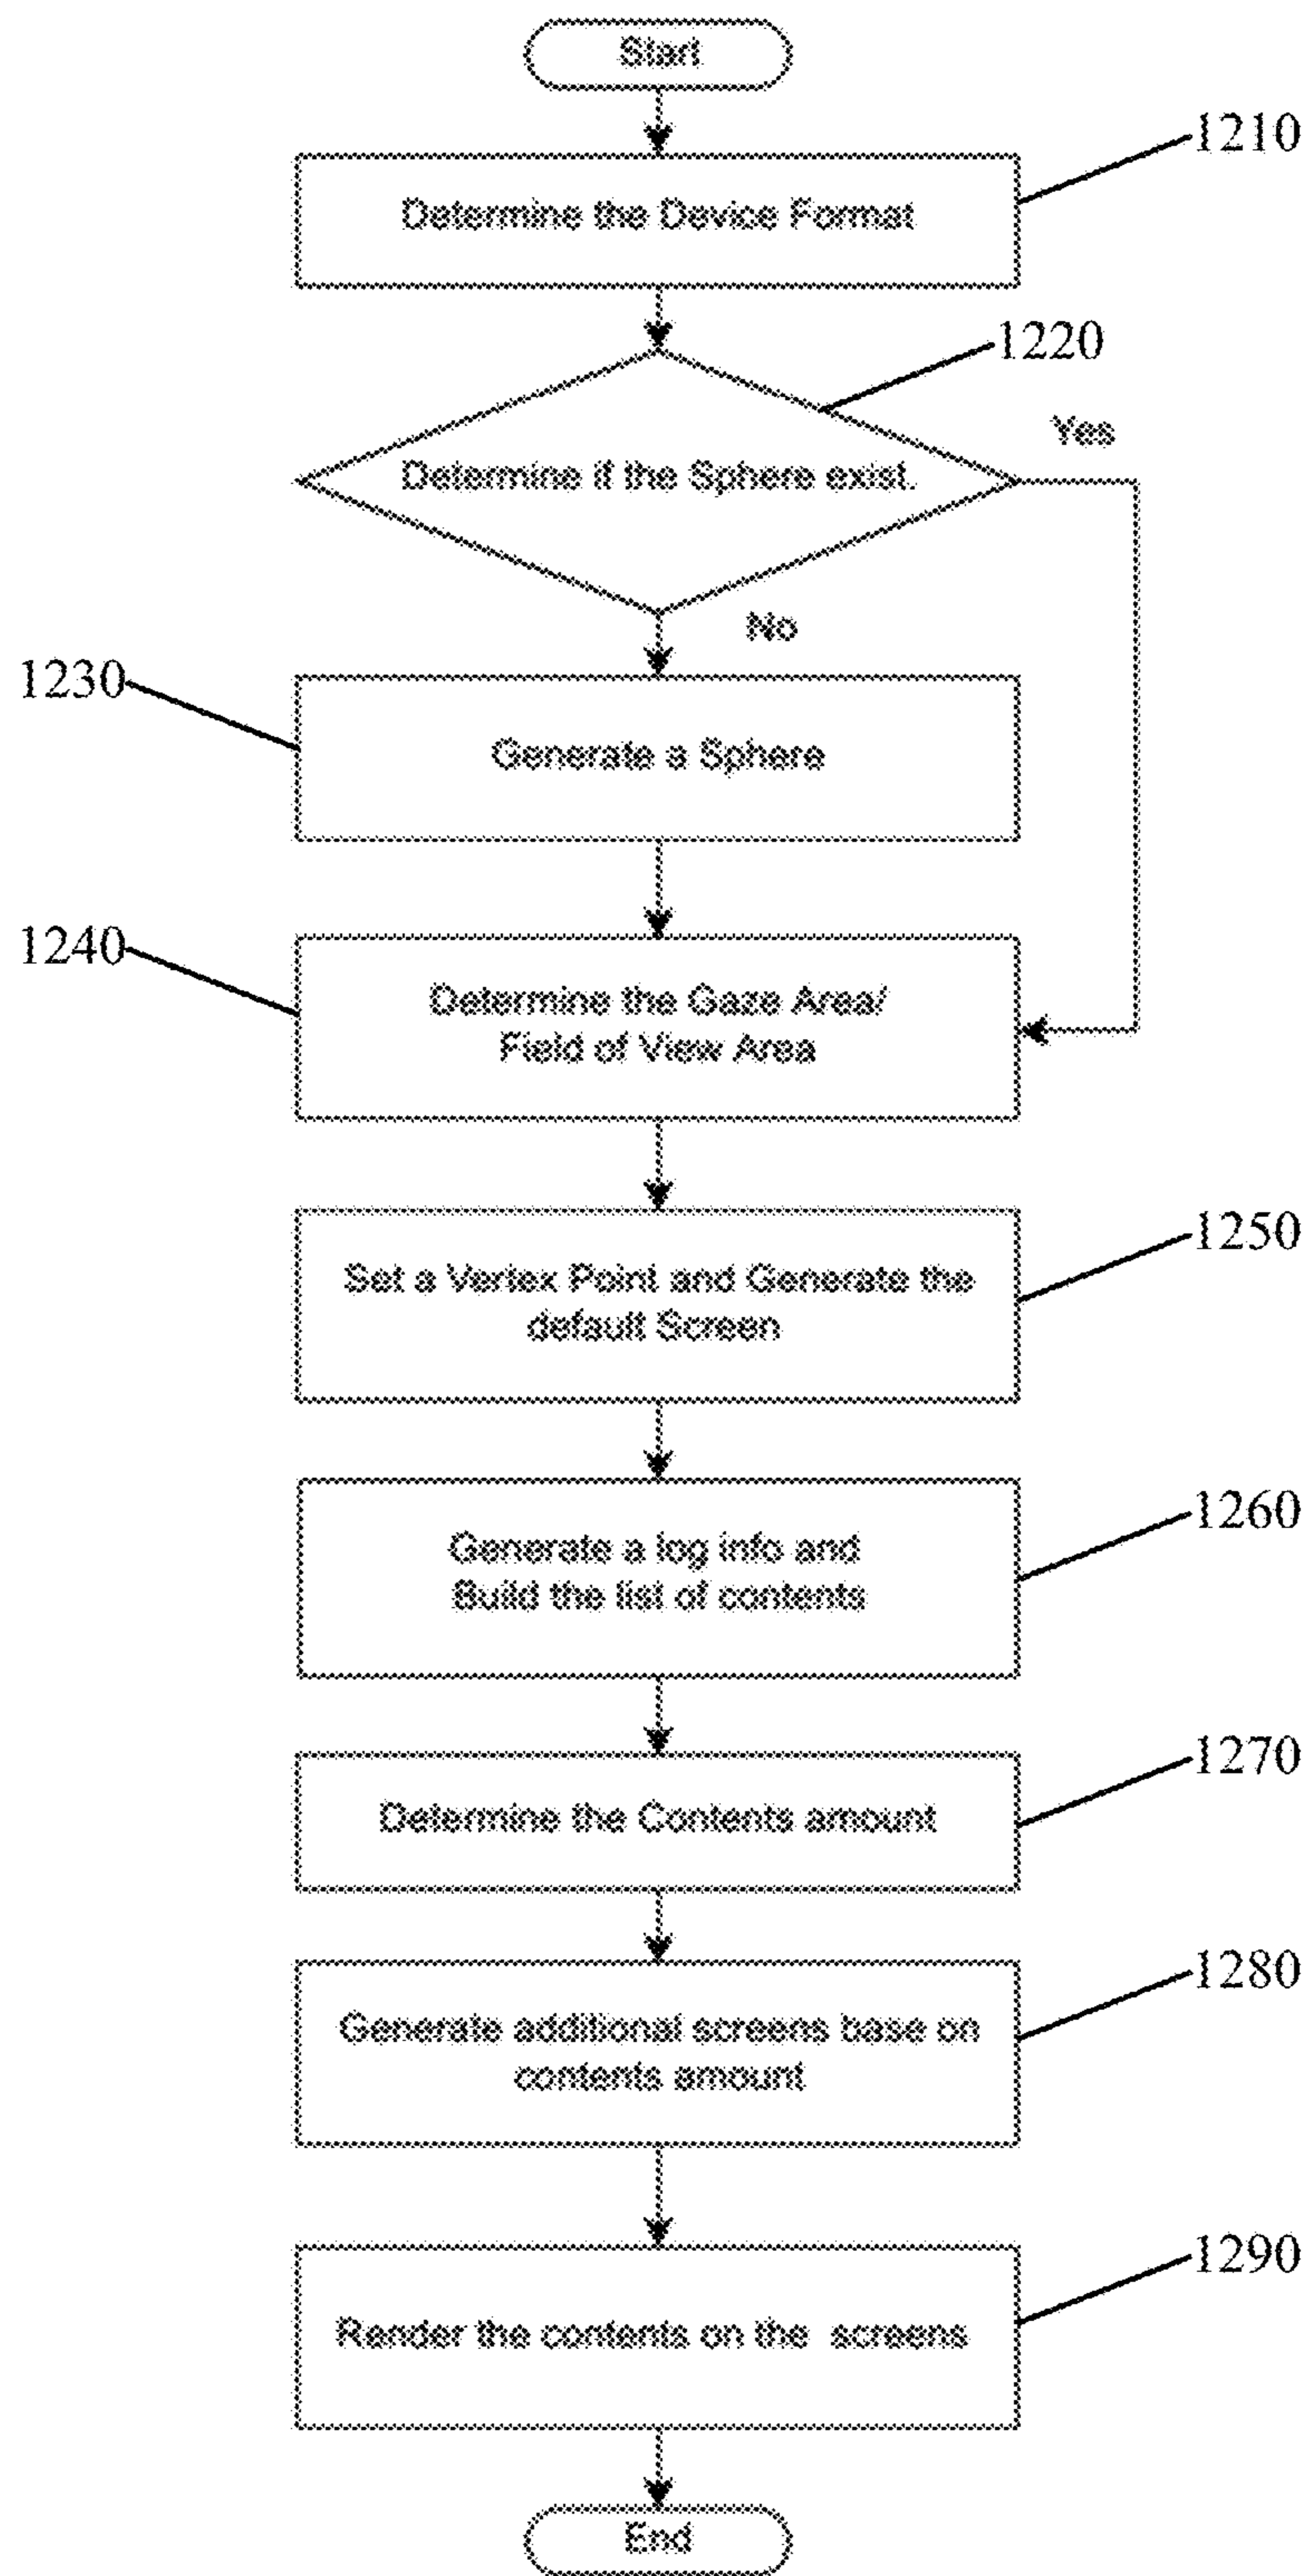 Start
1210
Determine the Device Format
1220
Yes
Determine if the Sphere exist.
No
1230
Generate a Sphere
1240
Determine the Gaze Area/
Field of View Area
1250
Set a Vertex Point and Generate the
default Screen
1260
Generate a log info and
Build the list of contents
1270
Determine the Contents amount
1280
Generate additional screens base on
contents amount
1290
Render the contents on the screens
End